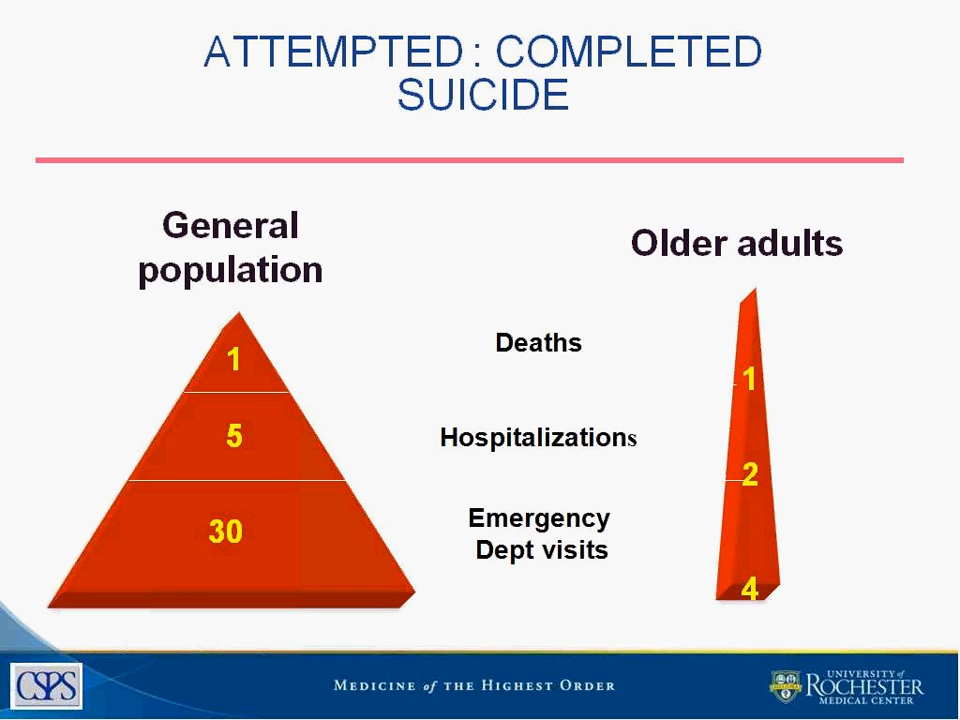 ATTEMPTED : COMPLETED
SUICIDE
General
population
Older adults
1
Deaths
1
5
Hospitalizations
2
30
Emergency
Dept visits
4
CSPS
MEDICINE of THE HIGHEST ORDER
UNIVERSITY of
ROCHESTER
MEDICAL CENTER